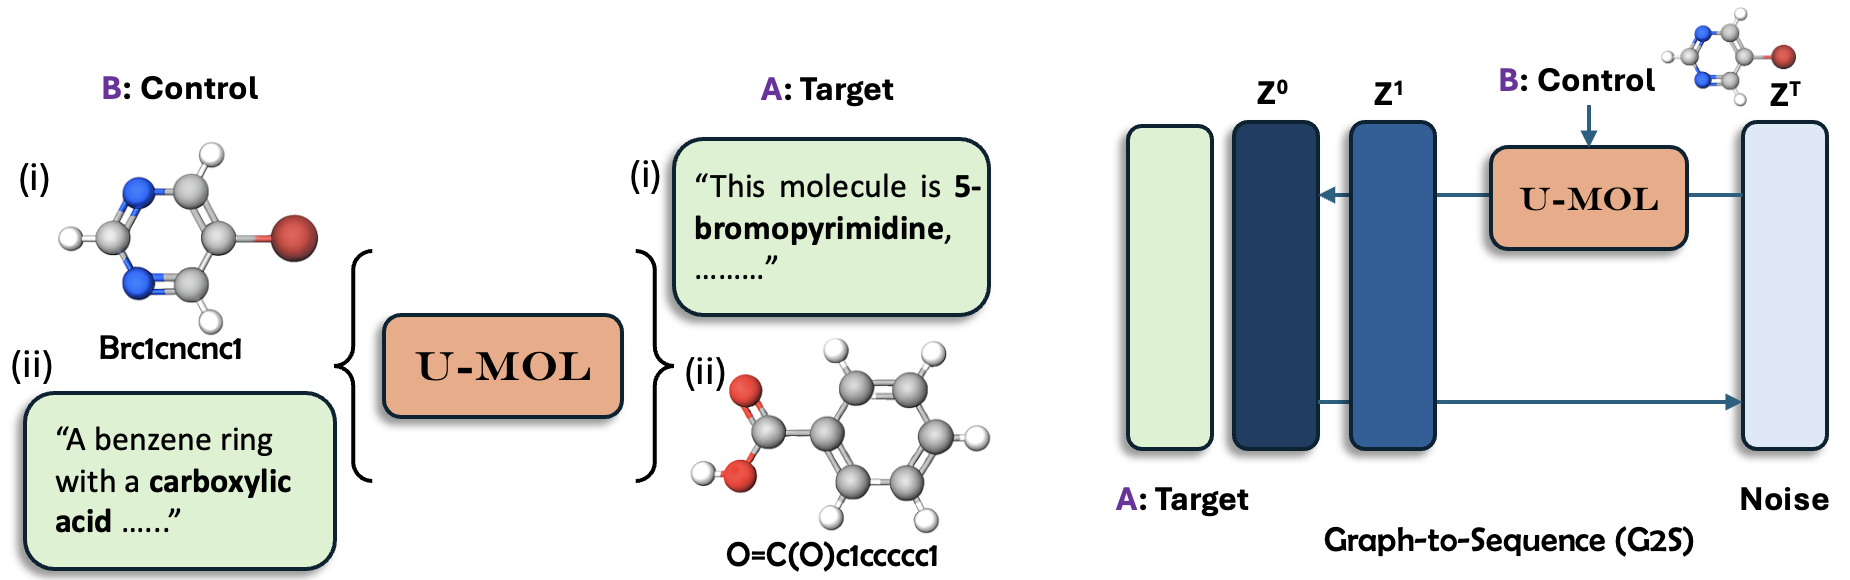 B: Control
(i)
Brc1cncnc1
(ii)
“A benzene ring
with a carboxylic
acid ......”
U-MOL
A: Target
(i)
“This molecule is 5-
bromopyrimidine,
.........”
(ii)
O=C(O)c1ccccc1
Z⁰
Z¹
B: Control
Zᵀ
U-MOL
A: Target
Noise
Graph-to-Sequence (G2S)